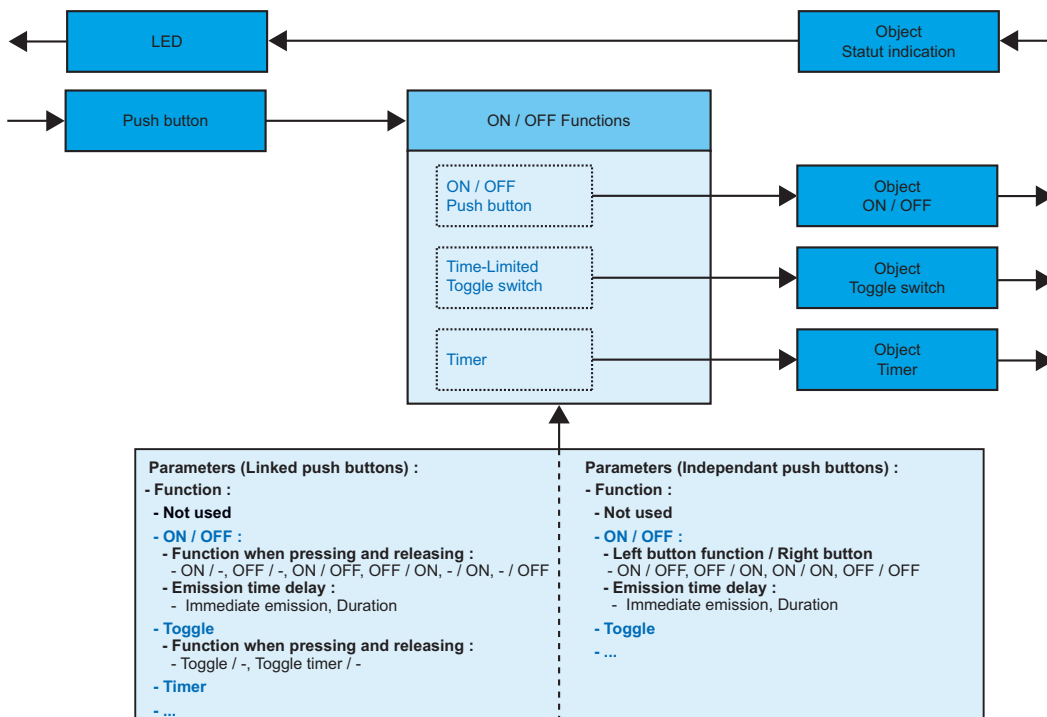 LED
Object
Statut indication
Push button
ON / OFF Functions
ON / OFF
Push button
Object
ON / OFF
Time-Limited
Toggle switch
Object
Toggle switch
Timer
Object
Timer
Parameters (Linked push buttons) :
- Function :
- Not used
- ON / OFF :
- Function when pressing and releasing :
- ON / -, OFF / -, ON / OFF, OFF / ON, - / ON, - / OFF
- Emission time delay :
- Immediate emission, Duration
- Toggle
- Function when pressing and releasing :
- Toggle / -, Toggle timer / -
- Timer
- ...
Parameters (Independant push buttons) :
- Function :
- Not used
- ON / OFF :
- Left button function / Right button
- ON / OFF, OFF / ON, ON / ON, OFF / OFF
- Emission time delay :
- Immediate emission, Duration
- Toggle
- ...